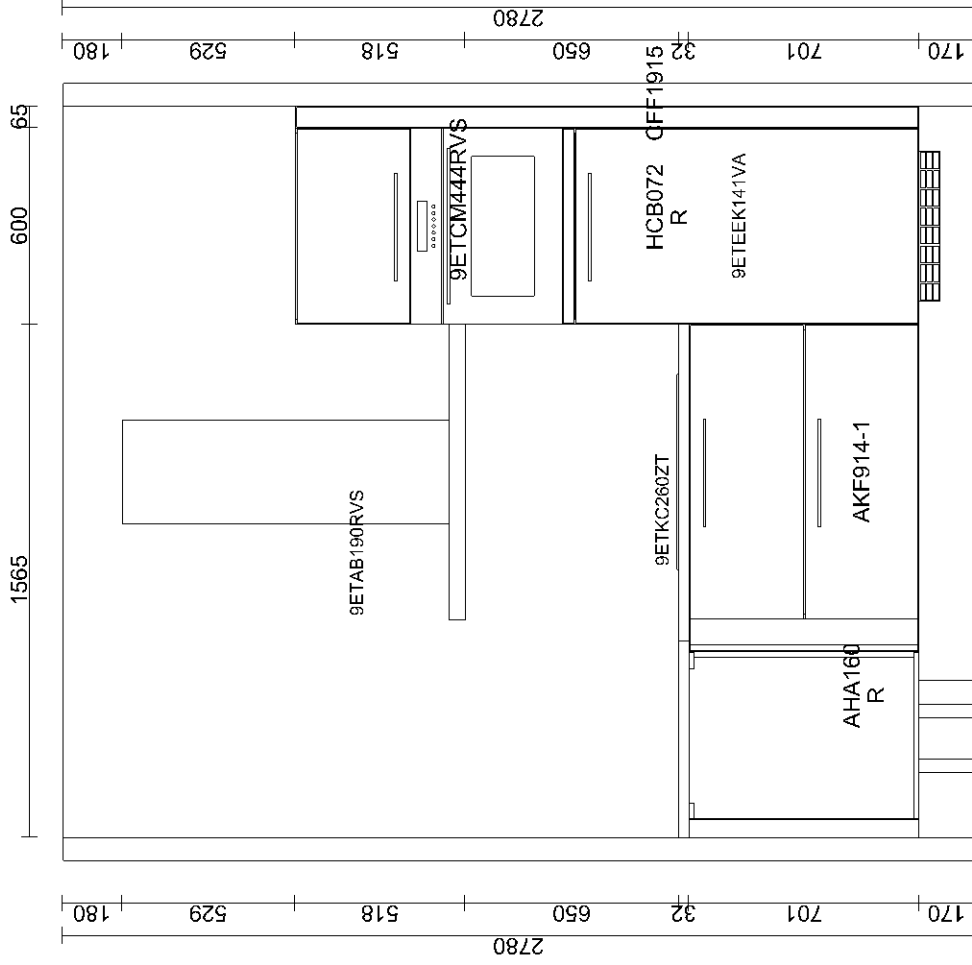 2780
180
529
518
650
32
701
170
65
600
1565
9ETCM444RVS
HCB072
R
CFF1915
9ETEEK141VA
9ETAB190RVS
9ETKC260ZT
AKF914-1
AHA160
R
180
529
518
650
32
701
170
2780